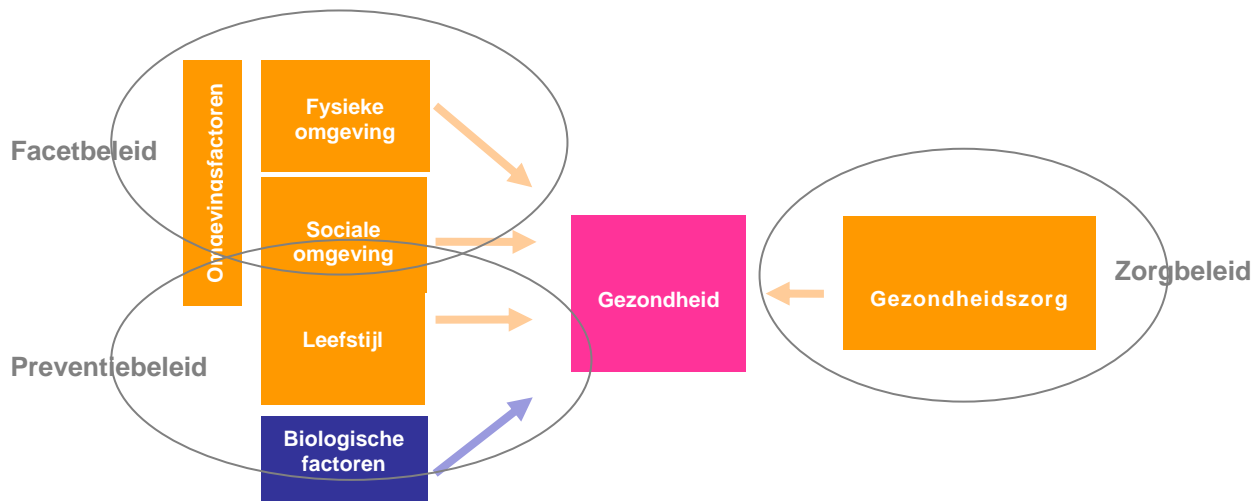 Facetbeleid
Omgevingsfactoren
Fysieke
omgeving
Sociale
omgeving
Leefstijl
Preventiebeleid
Biologische
factoren
Gezondheid
Gezondheidszorg
Zorgbeleid